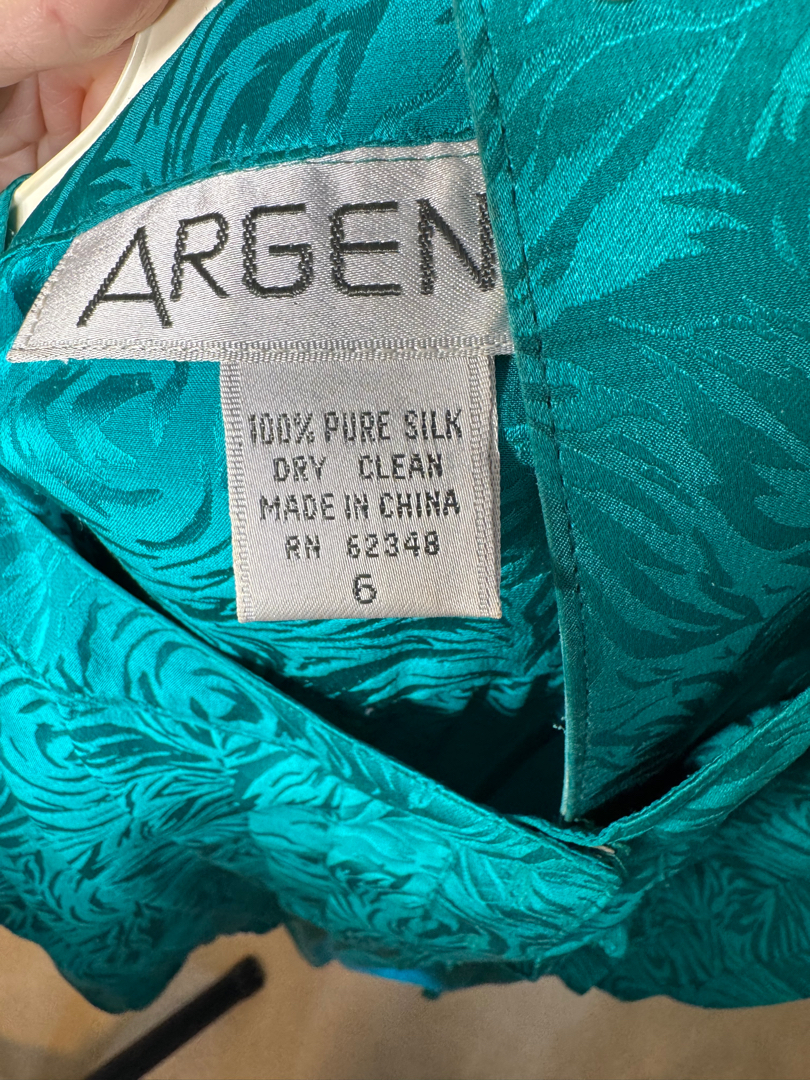 ARGEN
100% PURE SILK
DRY CLEAN
MADE IN CHINA
RN 62348
6